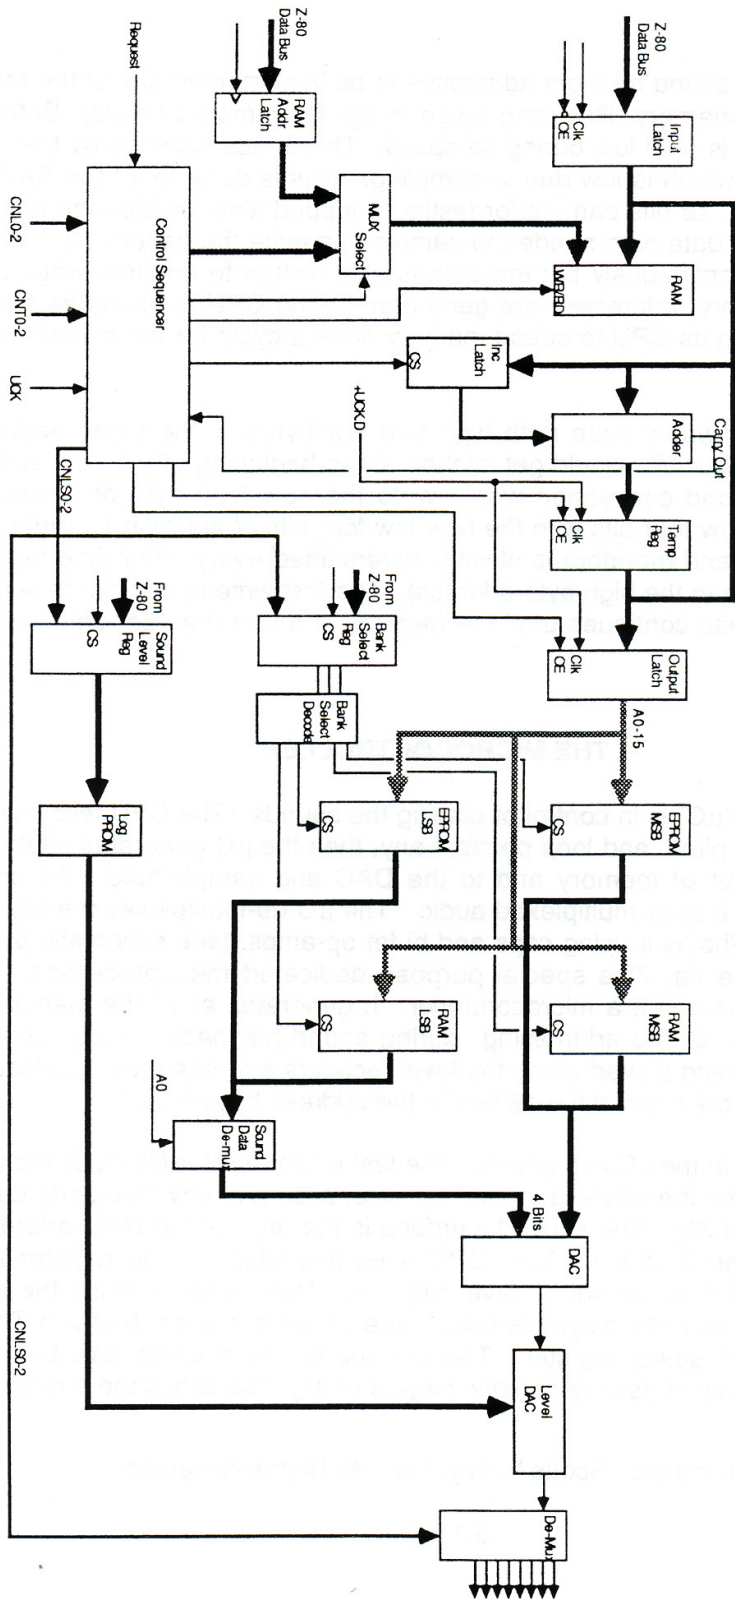 Z-80
Data Bus
Input
Latch
Clk
OE
RAM
WR/RD
Carry Out
Adder
Temp
Reg
Clk
OE
Output
Latch
Clk
OE
A0-15
EPROM
MSB
CS
RAM
MSB
CS
4 Bits
DAC
Level
DAC
De-Mux
Z-80
Data Bus
RAM
Addr
Latch
MUX
Select
Inc
Latch
CS
+UCK.D
From
Z-80
Bank
Select
Reg
CS
Bank
Select
Decode
EPROM
LSB
CS
RAM
LSB
CS
A0
Sound
Data
De-mux
Request
Control Sequencer
CNL0-2
CNT0-2
UCK
CNLS0-2
From
Z-80
Sound
Level
Reg
CS
Log
PROM
CNLS0-2